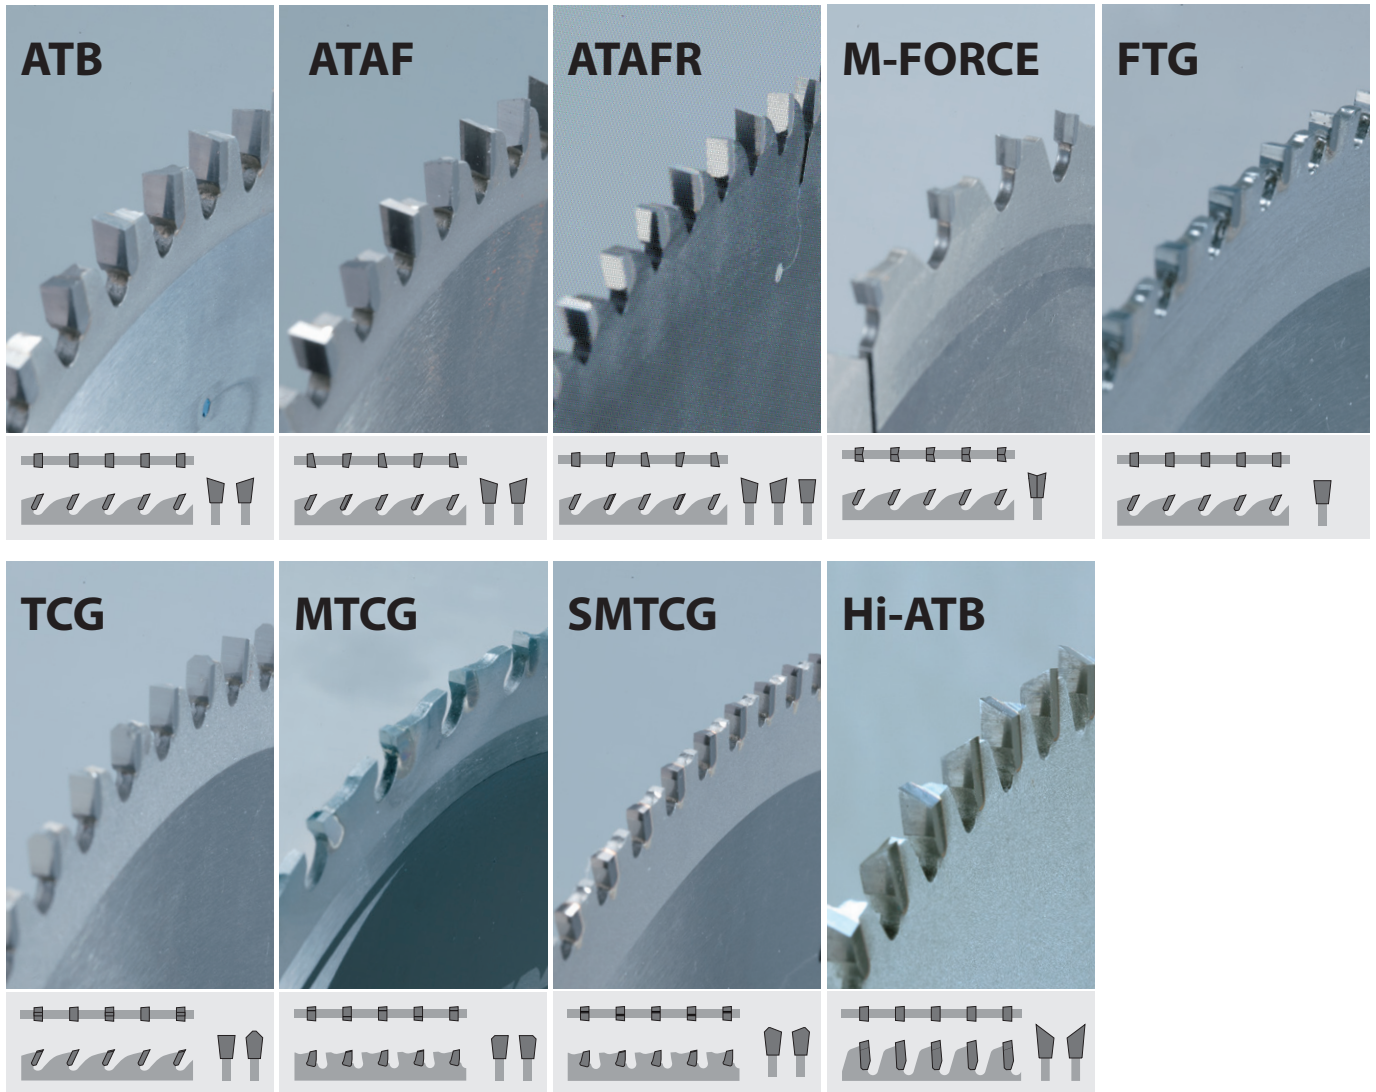 ATB
ATAF
ATAFR
M-FORCE
FTG
TCG
MTCG
SMTCG
Hi-ATB